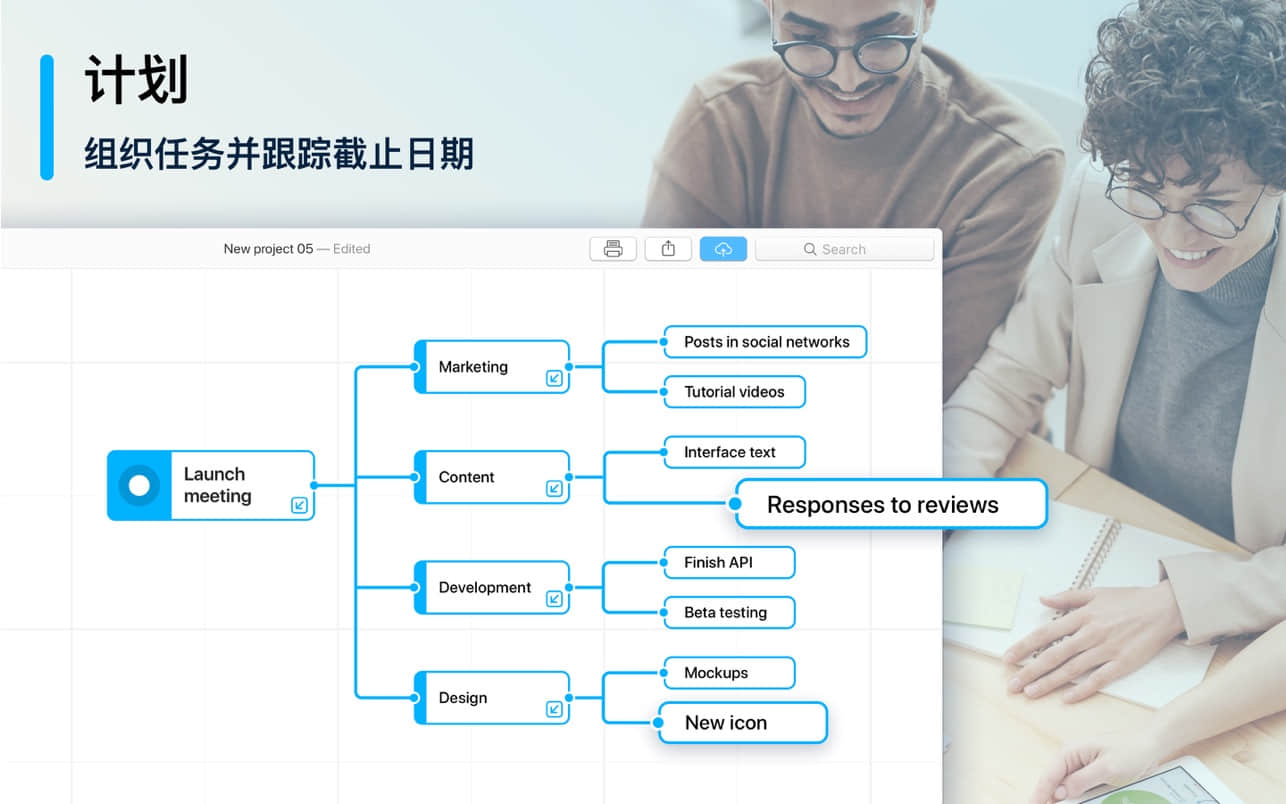 计划
组织任务并跟踪截止日期
New project 05 — Edited
Search
Launch
meeting
Marketing
Posts in social networks
Tutorial videos
Content
Interface text
Responses to reviews
Development
Finish API
Beta testing
Design
Mockups
New icon